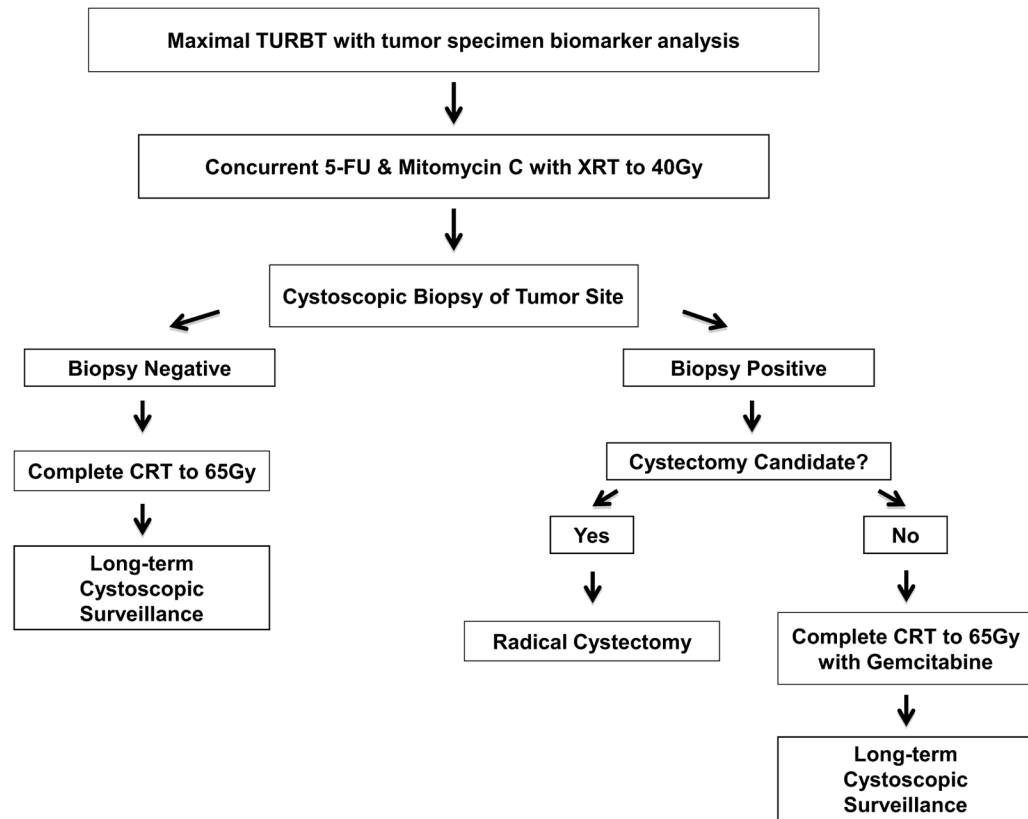 Maximal TURBT with tumor specimen biomarker analysis
Concurrent 5-FU & Mitomycin C with XRT to 40Gy
Cystoscopic Biopsy of Tumor Site
Biopsy Negative
Biopsy Positive
Complete CRT to 65Gy
Cystectomy Candidate?
Long-term
Cystoscopic
Surveillance
Yes
No
Radical Cystectomy
Complete CRT to 65Gy
with Gemcitabine
Long-term
Cystoscopic
Surveillance